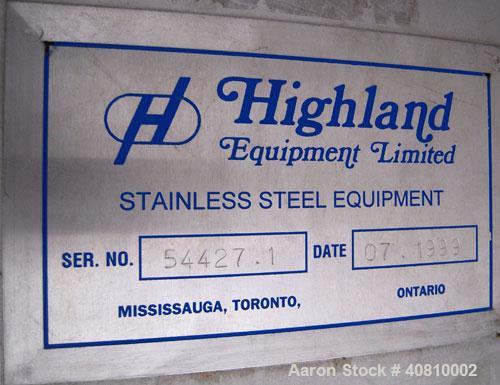 H Highland
Equipment Limited
STAINLESS STEEL EQUIPMENT
SER. NO. 54427.1 DATE 07.1999
MISSISSAUGA, TORONTO, ONTARIO
Aaron Stock # 40810002